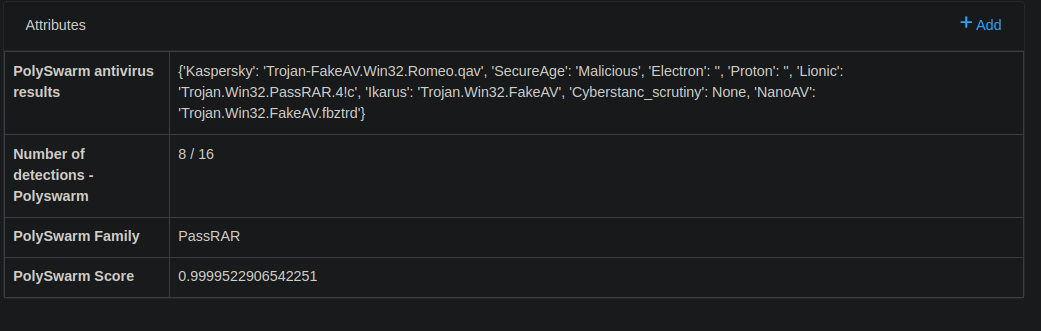 Attributes
+ Add
PolySwarm antivirus
results
{'Kaspersky': 'Trojan-FakeAV.Win32.Romeo.qav', 'SecureAge': 'Malicious', 'Electron': '', 'Proton': '', 'Lionic':
'Trojan.Win32.PassRAR.4!c', 'Ikarus': 'Trojan.Win32.FakeAV', 'Cyberstanc_scrutiny': None, 'NanoAV':
'Trojan.Win32.FakeAV.fbztrd'}
Number of
detections -
Polyswarm
8 / 16
PolySwarm Family
PassRAR
PolySwarm Score
0.9999522906542251